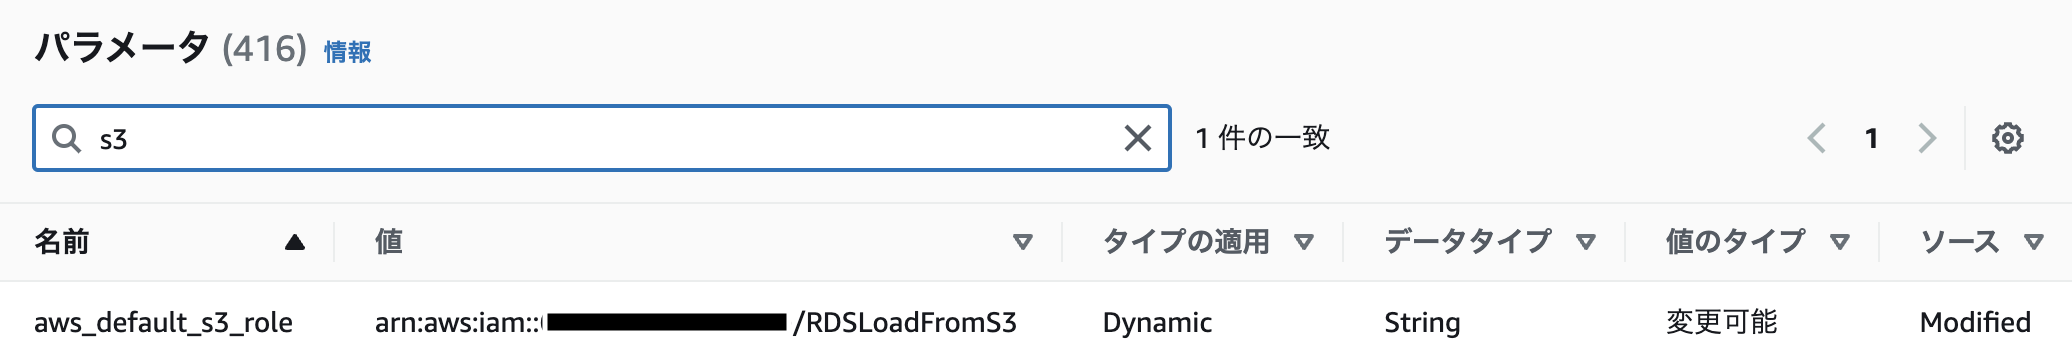 パラメータ (416) 情報
s3 1 件の一致 1
名前 値 タイプの適用 データタイプ 値のタイプ ソース
aws_default_s3_role arn:aws:iam:: /RDSLoadFromS3 Dynamic String 変更可能 Modified